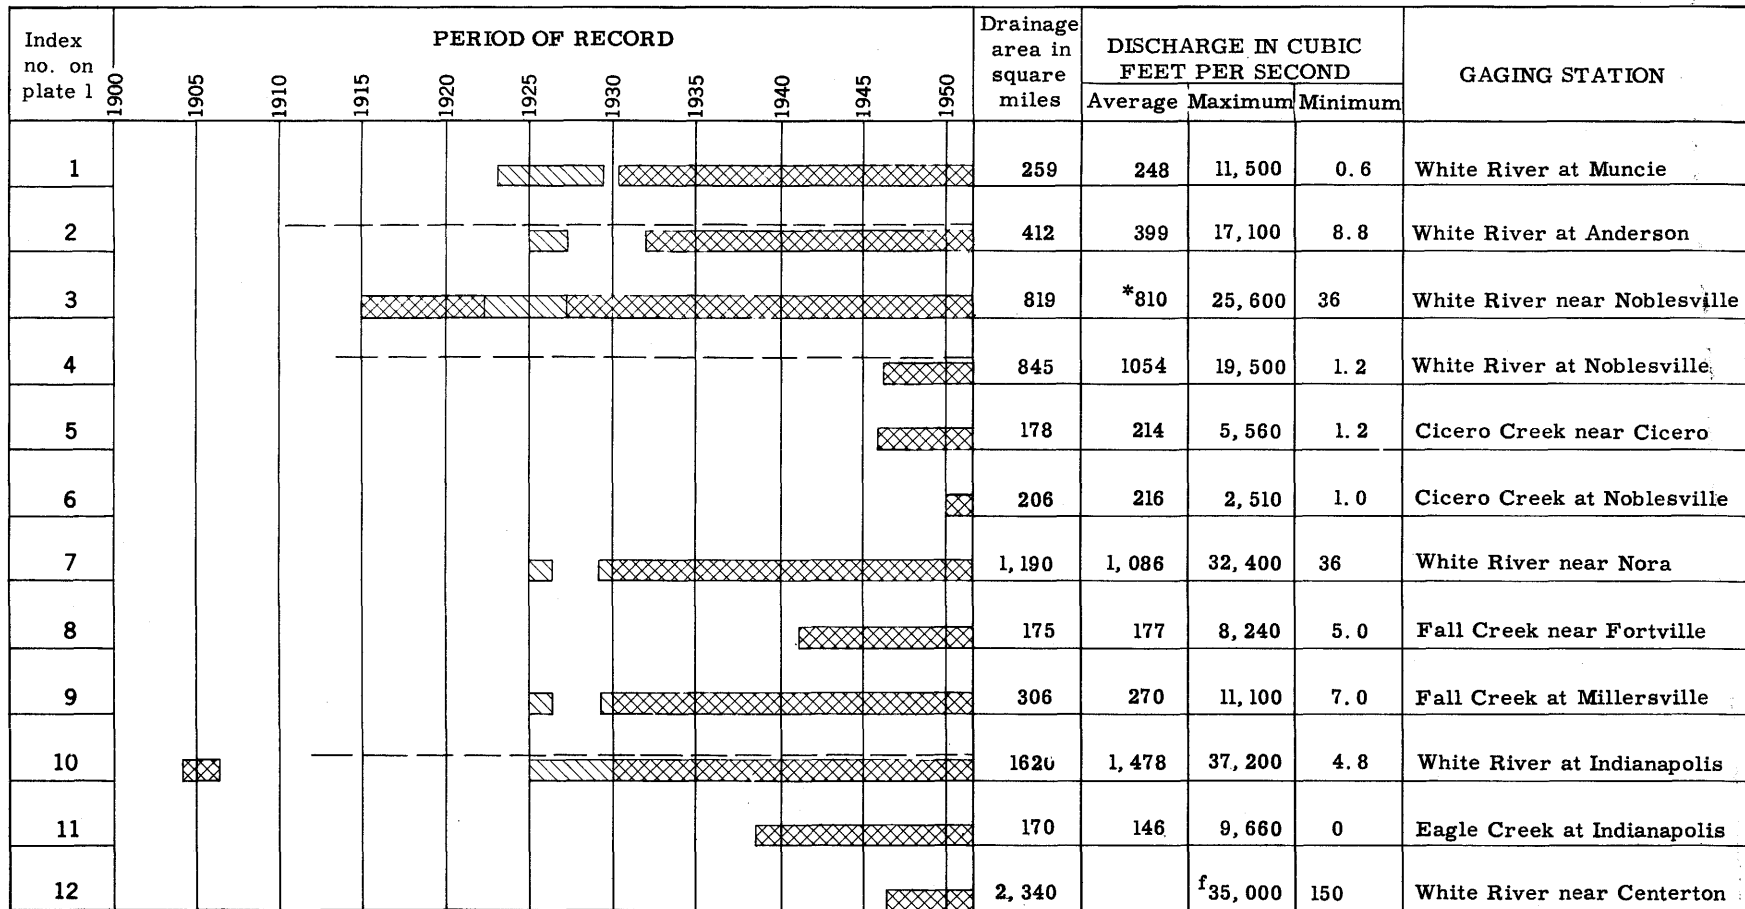 Index no. on plate 1
PERIOD OF RECORD
1900 1905 1910 1915 1920 1925 1930 1935 1940 1945 1950
Drainage area in square miles
DISCHARGE IN CUBIC FEET PER SECOND
Average Maximum Minimum
GAGING STATION
1 259 248 11,500 0.6 White River at Muncie
2 412 399 17,100 8.8 White River at Anderson
3 819 *810 25,600 36 White River near Noblesville
4 845 1054 19,500 1.2 White River at Noblesville
5 178 214 5,560 1.2 Cicero Creek near Cicero
6 206 216 2,510 1.0 Cicero Creek at Noblesville
7 1,190 1,086 32,400 36 White River near Nora
8 175 177 8,240 5.0 Fall Creek near Fortville
9 306 270 11,100 7.0 Fall Creek at Millersville
10 1620 1,478 37,200 4.8 White River at Indianapolis
11 170 146 9,660 0 Eagle Creek at Indianapolis
12 2,340 f35,000 150 White River near Centerton